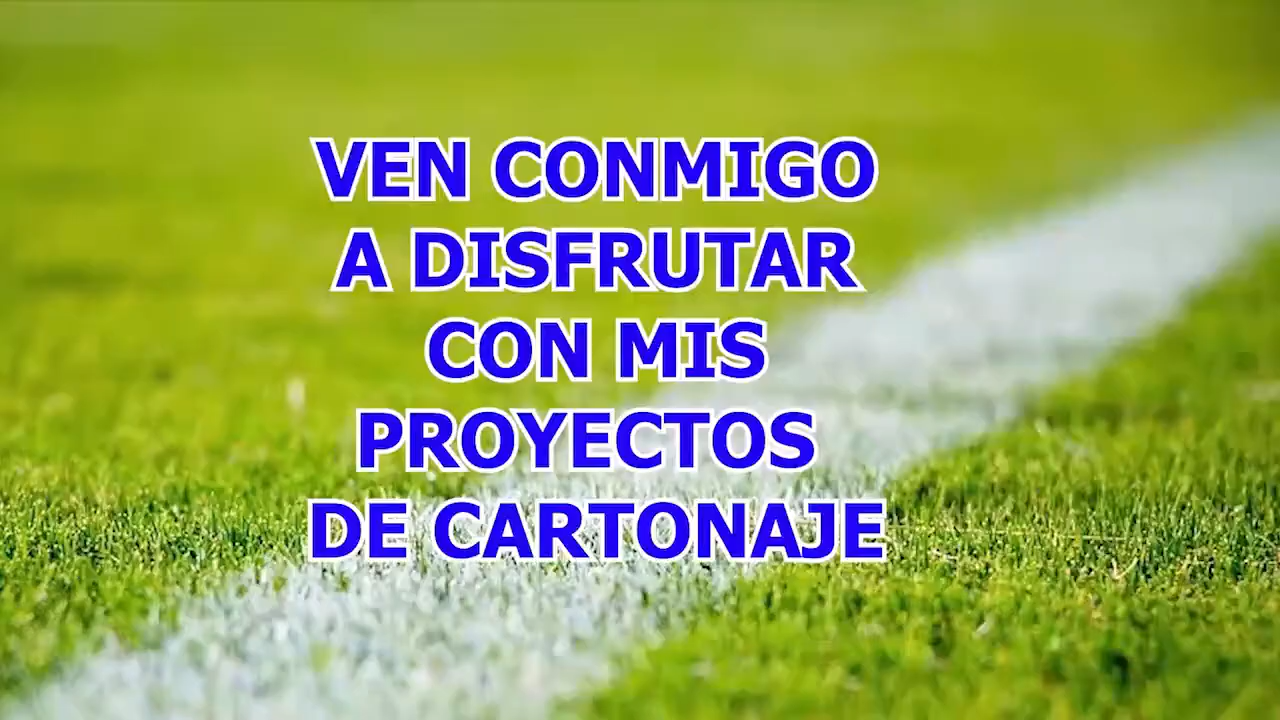 VEN CONMIGO
A DISFRUTAR
CON MIS
PROYECTOS
DE CARTONAJE